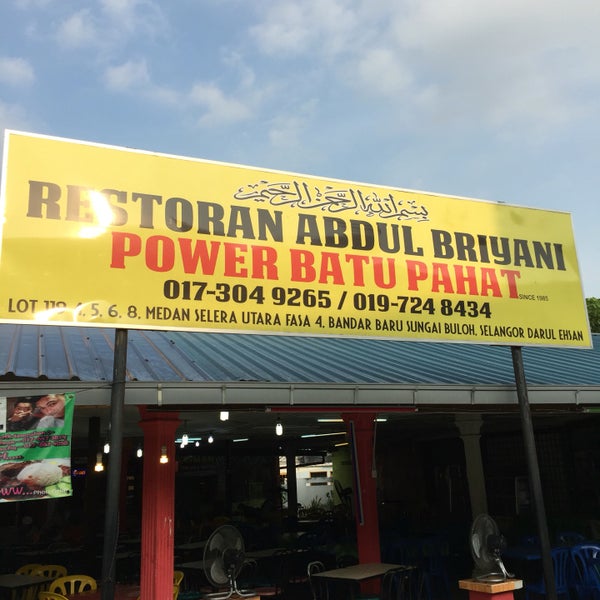 بسم الله الرحمن الرحيم
RESTORAN ABDUL BRIYANI
POWER BATU PAHAT
SINCE 1985
017-304 9265 / 019-724 8434
LOT 119, 4, 5, 6, 8, MEDAN SELERA UTARA FASA 4, BANDAR BARU SUNGAI BULOH, SELANGOR DARUL EHSAN